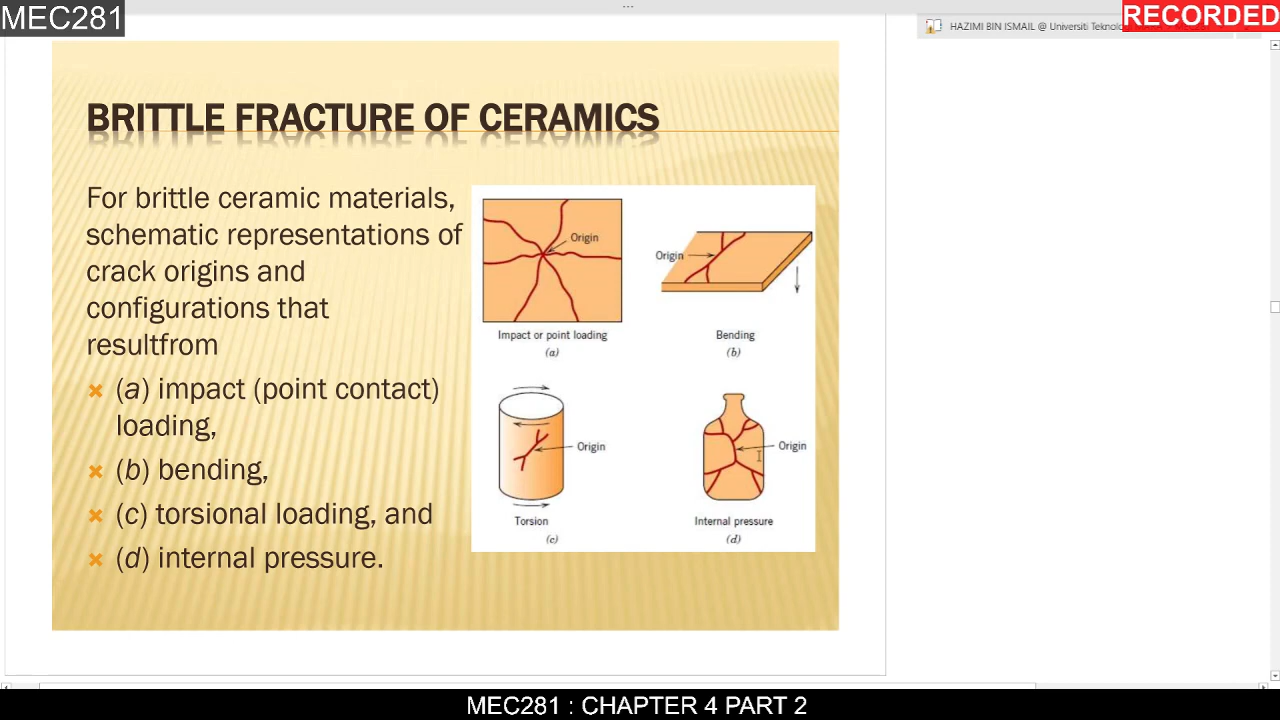 MEC281
RECORDED
HAZIMI BIN ISMAIL @ Universiti Teknolo
BRITTLE FRACTURE OF CERAMICS
For brittle ceramic materials,
schematic representations of
crack origins and
configurations that
resultfrom
(a) impact (point contact)
loading,
(b) bending,
(c) torsional loading, and
(d) internal pressure.
Origin
Impact or point loading
(a)
Origin
Bending
(b)
Origin
Torsion
(c)
Origin
Internal pressure
(d)
MEC281 : CHAPTER 4 PART 2